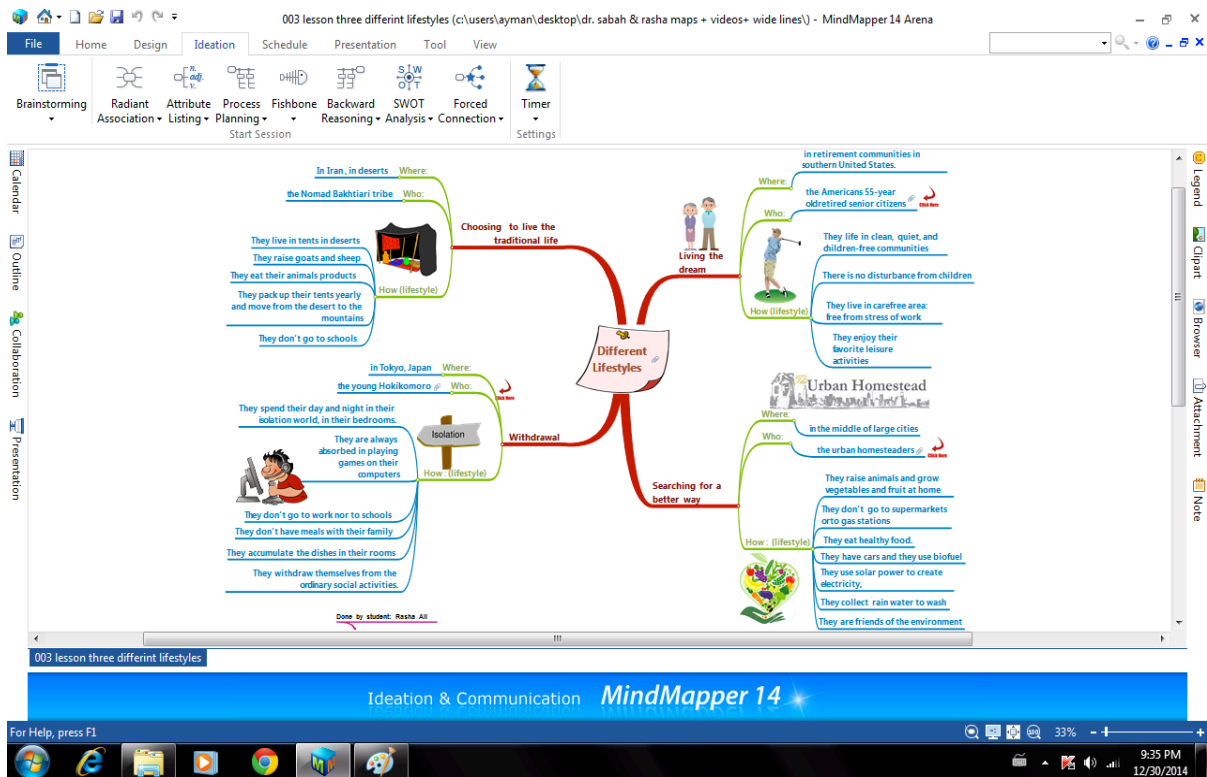 003 lesson three differint lifestyles (c:\users\ayman\desktop\dr. sabah & rasha maps + videos+ wide lines\) - MindMapper 14 Arena
File Home Design Ideation Schedule Presentation Tool View
Brainstorming
Radiant
Association
Attribute
Listing
Process
Planning
Fishbone
Backward
Reasoning
SWOT
Analysis
Forced
Connection
Timer
Start Session
Settings
Calendar
Outline
Collaboration
Presentation
Legend
Clipart
Browser
Attachment
Note
Different
Lifestyles
Choosing to live the
traditional life
In Iran, in deserts Where:
the Nomad Bakhtiari tribe Who:
How (lifestyle)
They live in tents in deserts
They raise goats and sheep
They eat their animals products
They pack up their tents yearly
and move from the desert to the
mountains
They don't go to schools
Withdrawal
in Tokyo, Japan Where:
the young Hokikomoro Who:
Click Here
Isolation
How : (lifestyle)
They spend their day and night in their
isolation world, in their bedrooms.
They are always
absorbed in playing
games on their
computers
They don't go to work nor to schools
They don't have meals with their family
They accumulate the dishes in their rooms
They withdraw themselves from the
ordinary social activities.
Done by student: Rasha Ali
Living the
dream
Where:
in retirement communities in
southern United States.
Who:
the Americans 55-year
oldretired senior citizens
Click Here
How (lifestyle)
They life in clean, quiet, and
children-free communities
There is no disturbance from children
They live in carefree area:
free from stress of work
They enjoy their
favorite leisure
activities
Searching for a
better way
The Urban Homestead
Where:
in the middle of large cities
Who:
the urban homesteaders
Click Here
How : (lifestyle)
They raise animals and grow
vegetables and fruit at home
They don't go to supermarkets
orto gas stations
They eat healthy food.
They have cars and they use biofuel
They use solar power to create
electricity,
They collect rain water to wash
They are friends of the environment
003 lesson three differint lifestyles
Ideation & Communication MindMapper 14
For Help, press F1
33%
9:35 PM
12/30/2014